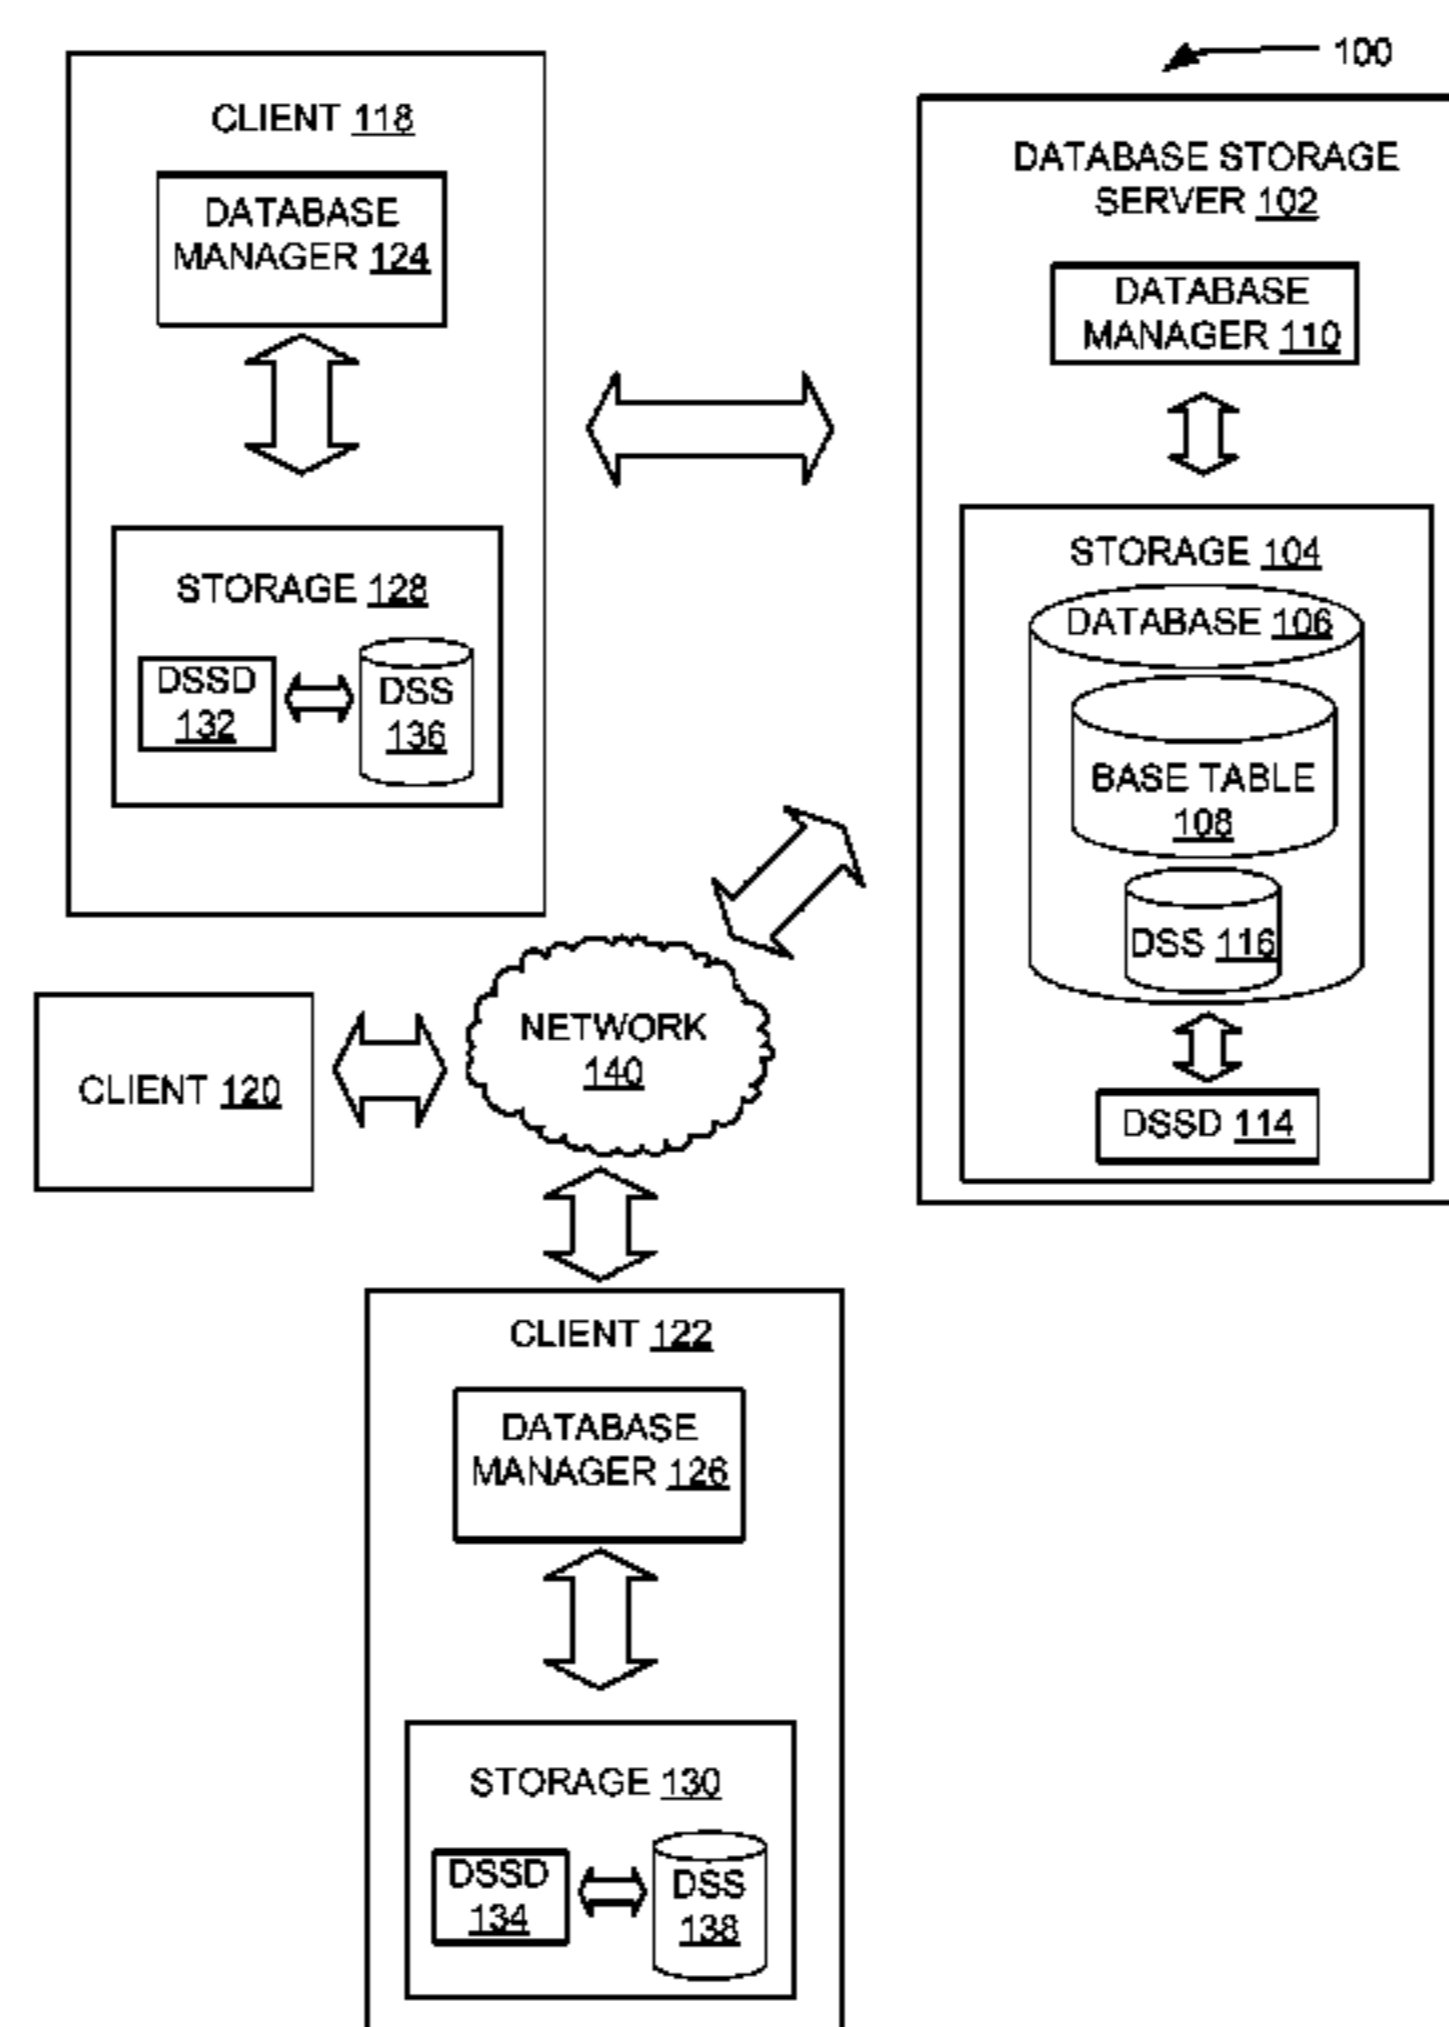 100
CLIENT 118
DATABASE
MANAGER 124
STORAGE 128
DSSD
132
DSS
136
DATABASE STORAGE
SERVER 102
DATABASE
MANAGER 110
STORAGE 104
DATABASE 106
BASE TABLE
108
DSS 116
DSSD 114
CLIENT 120
NETWORK
140
CLIENT 122
DATABASE
MANAGER 126
STORAGE 130
DSSD
134
DSS
138